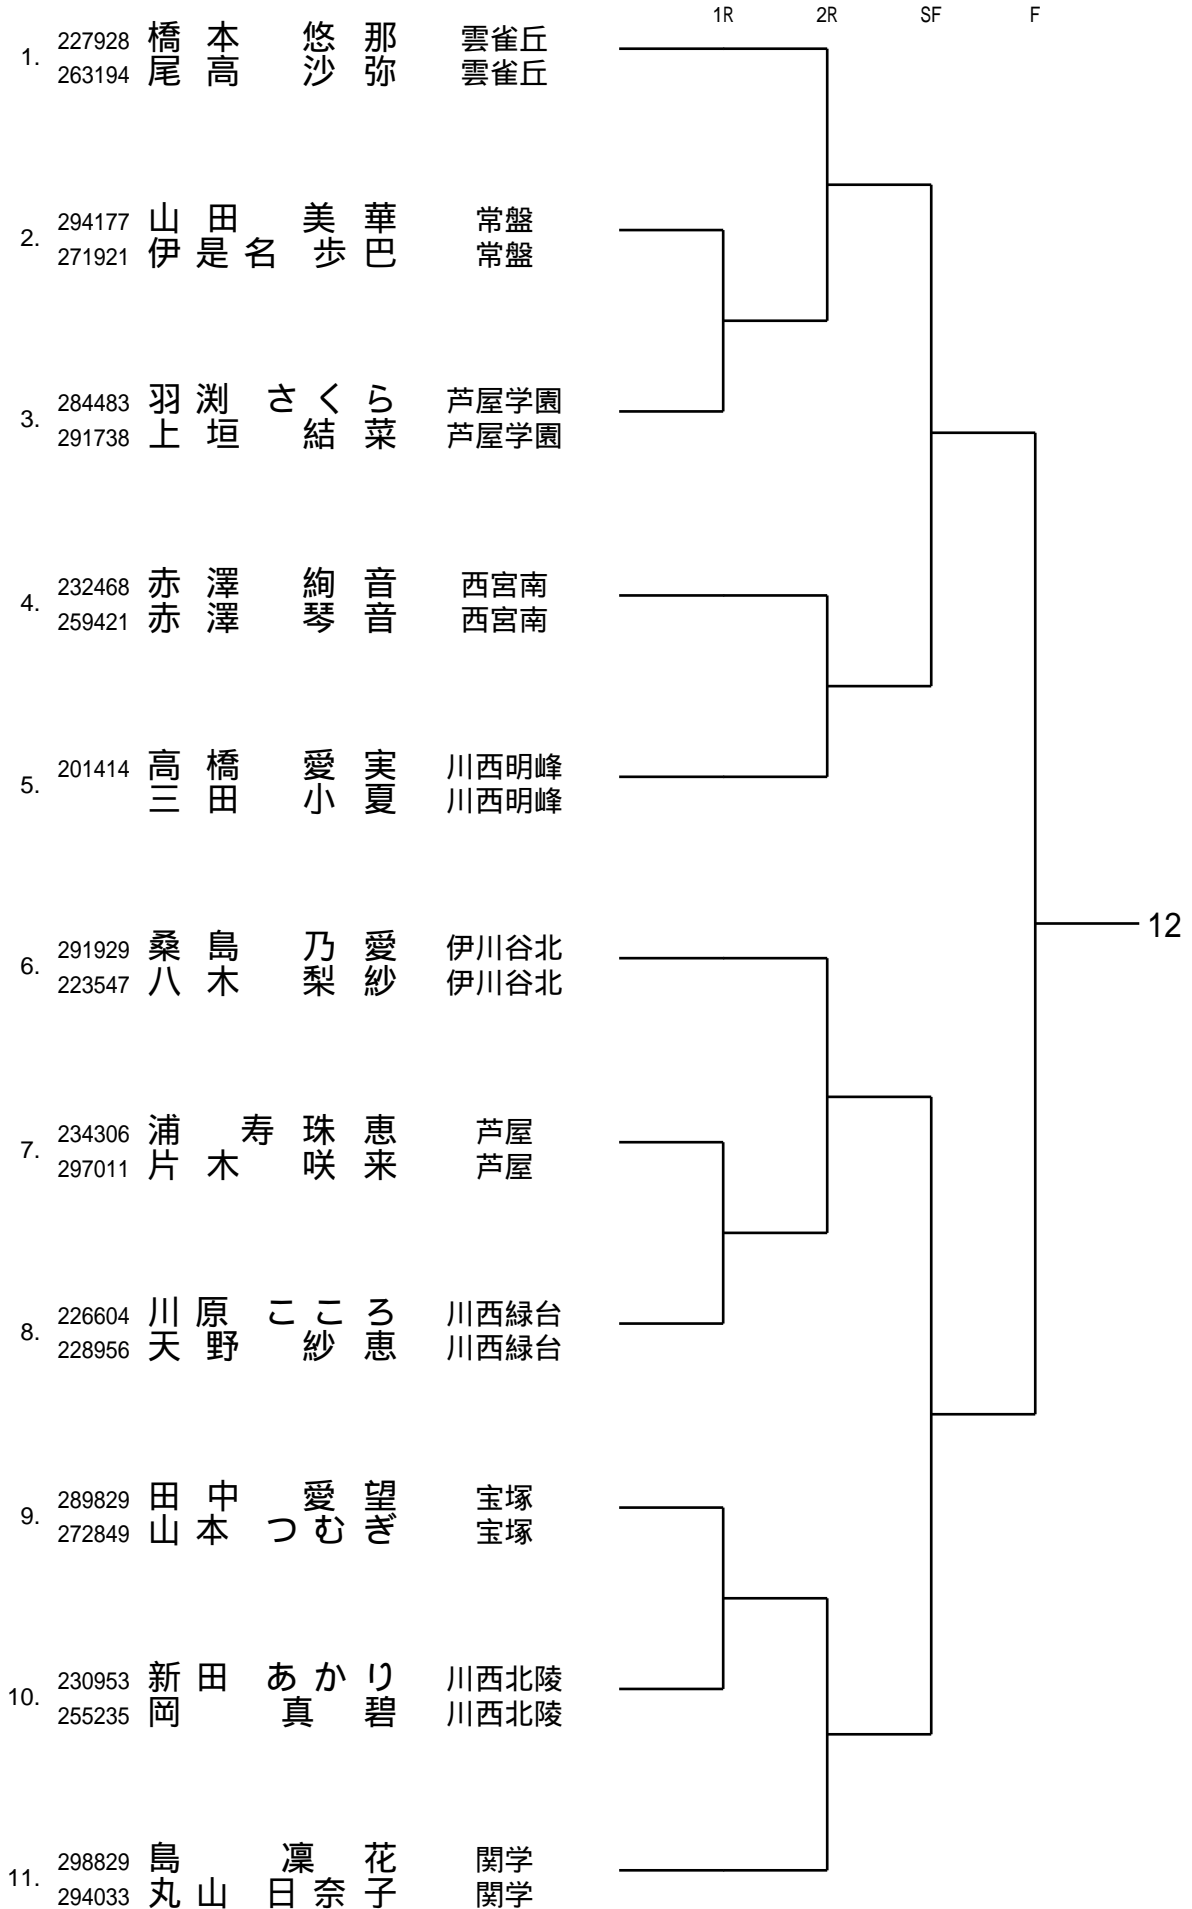 1R 2R SF F
1.
227928 橋本 悠那 雲雀丘
263194 尾高 沙弥 雲雀丘
2.
294177 山田 美華 常盤
271921 伊是名 歩巴 常盤
3.
284483 羽渕 さくら 芦屋学園
291738 上垣 結菜 芦屋学園
4.
232468 赤澤 絢音 西宮南
259421 赤澤 琴音 西宮南
5.
201414 高橋 愛実 川西明峰
三田 小夏 川西明峰
12
6.
291929 桑島 乃愛 伊川谷北
223547 八木 梨紗 伊川谷北
7.
234306 浦 寿珠恵 芦屋
297011 片木 咲来 芦屋
8.
226604 川原 こころ 川西緑台
228956 天野 紗恵 川西緑台
9.
289829 田中 愛望 宝塚
272849 山本 つむぎ 宝塚
10.
230953 新田 あかり 川西北陵
255235 岡 真碧 川西北陵
11.
298829 島 凜花 関学
294033 丸山 日奈子 関学